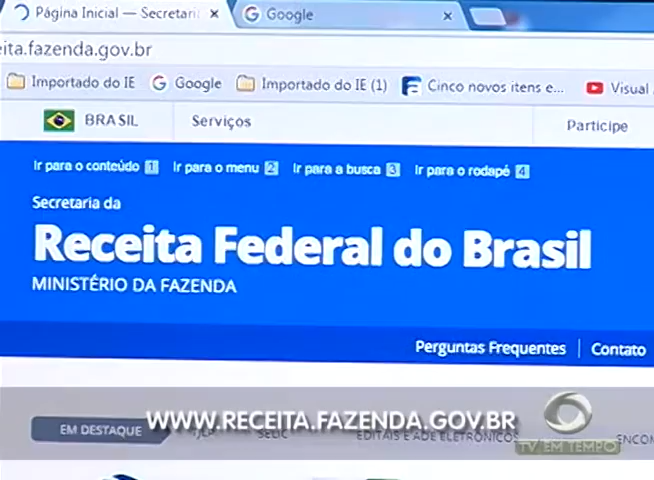 Página Inicial — Secretari
Google
ita.fazenda.gov.br
Importado do IE
Google
Importado do IE (1)
Cinco novos itens e...
Visual
BRASIL
Serviços
Participe
Ir para o conteúdo 1
Ir para o menu 2
Ir para a busca 3
Ir para o rodapé 4
Secretaria da
Receita Federal do Brasil
MINISTÉRIO DA FAZENDA
Perguntas Frequentes
Contato
WWW.RECEITA.FAZENDA.GOV.BR
EM DESTAQUE
SELIC
EDITAIS E ADE ELETRÔNICOS
ENCON
TV EM TEMPO